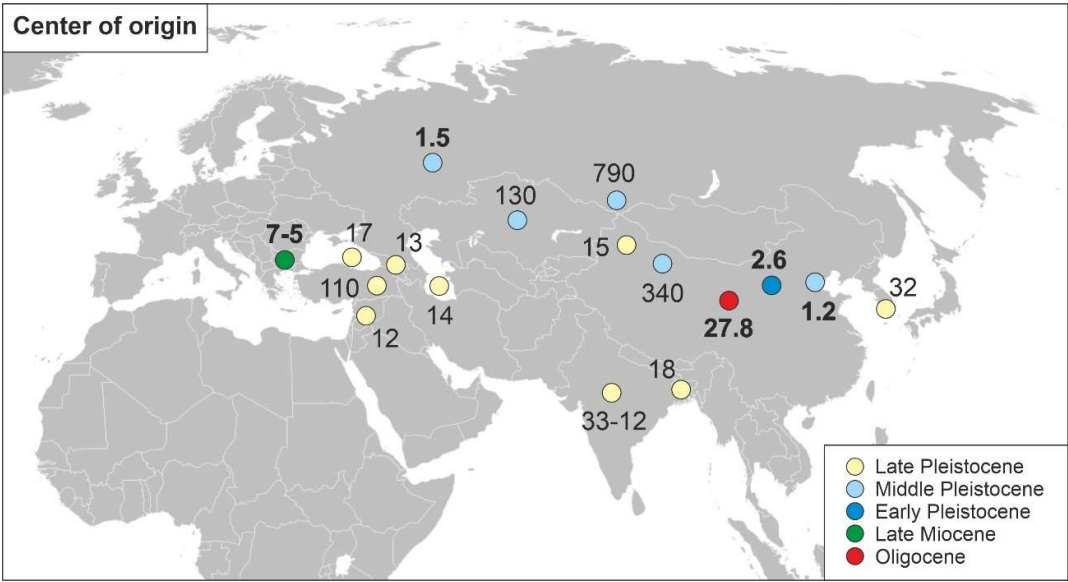 Center of origin
1.5
790
130
7-5
17
13
15
2.6
110
340
32
14
1.2
27.8
12
18
33-12
Late Pleistocene
Middle Pleistocene
Early Pleistocene
Late Miocene
Oligocene